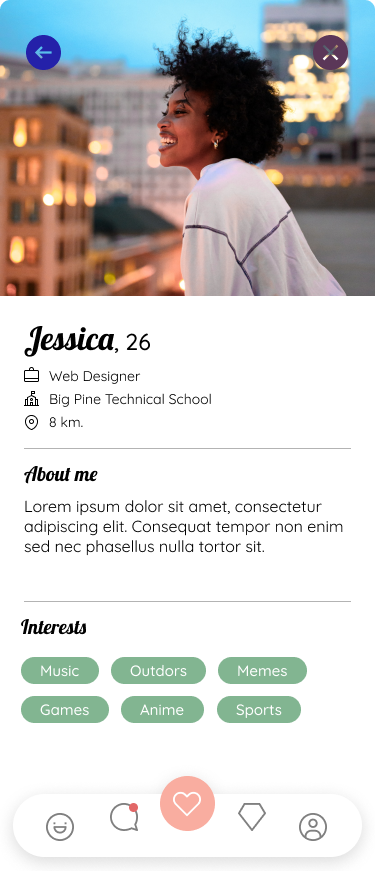 Jessica, 26
Web Designer
Big Pine Technical School
8 km.
About me
Lorem ipsum dolor sit amet, consectetur
adipiscing elit. Consequat tempor non enim
sed nec phasellus nulla tortor sit.
Interests
Music Outdors Memes
Games Anime Sports